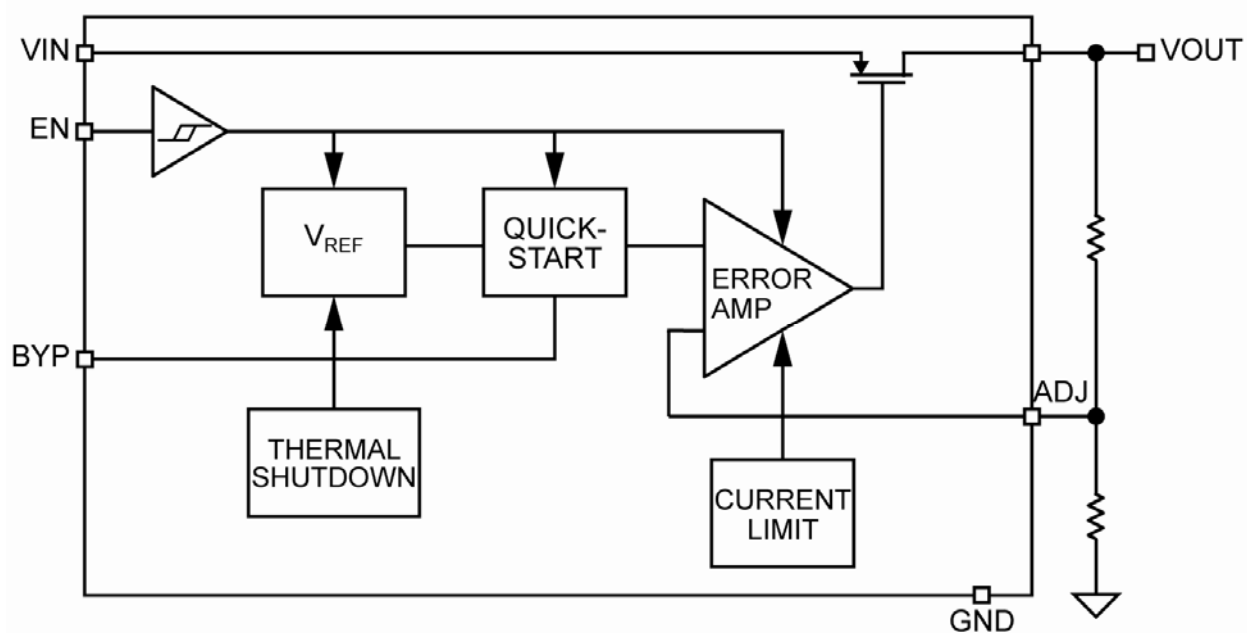 VIN
VOUT
EN
VREF
QUICK-
START
ERROR
AMP
BYP
ADJ
THERMAL
SHUTDOWN
CURRENT
LIMIT
GND